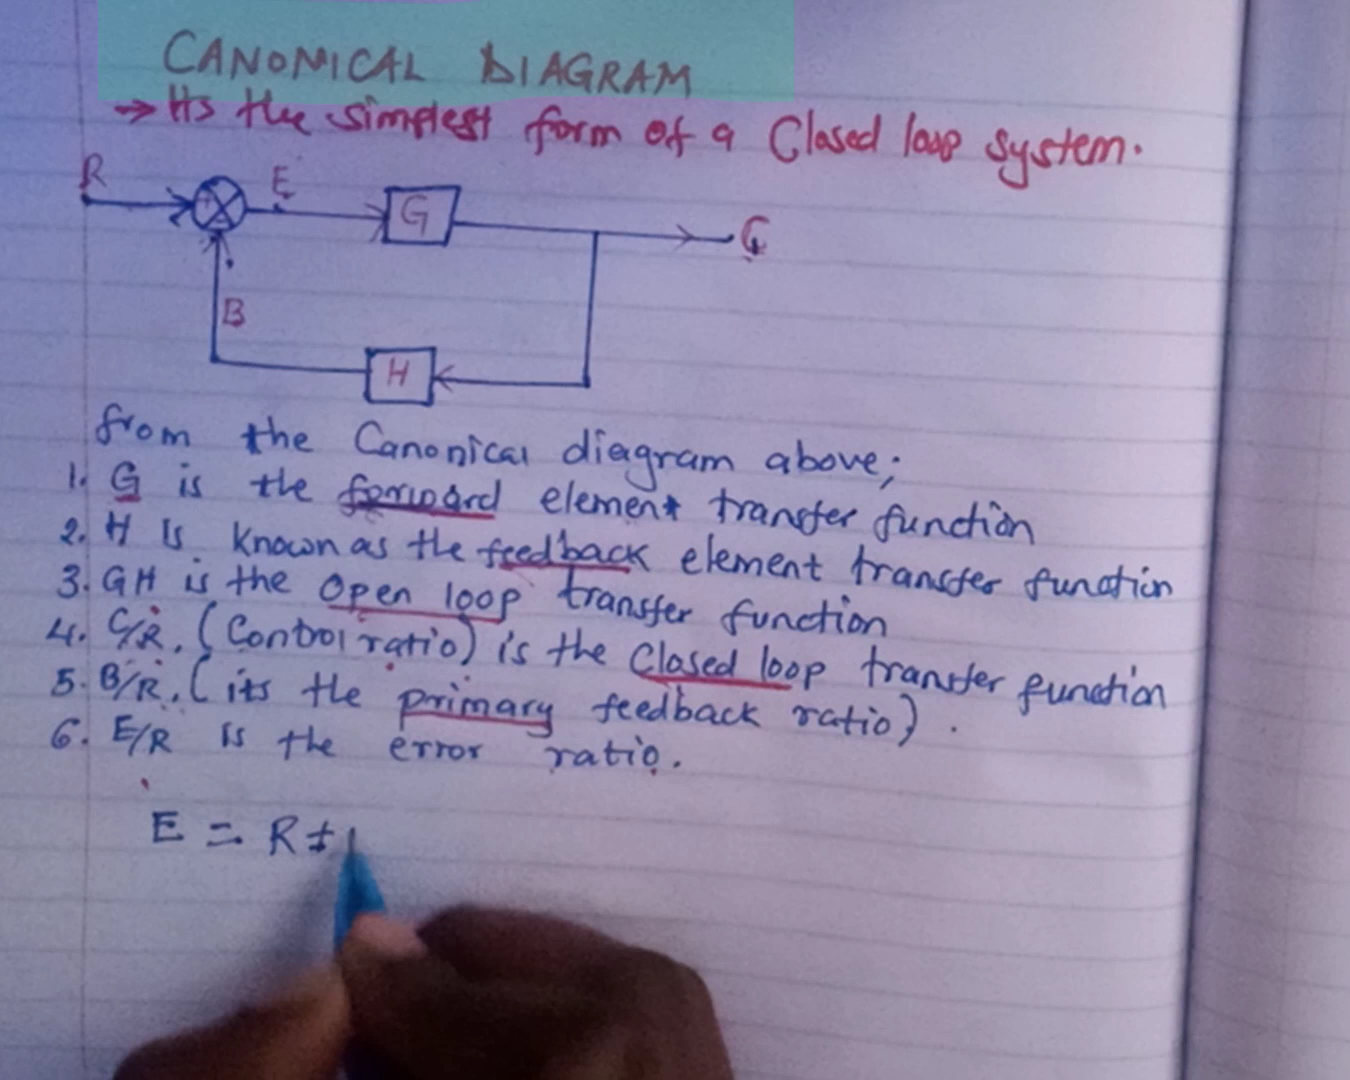 CANONICAL DIAGRAM
→ Its the simplest form of a Closed loop system.
R
E
G
C
B
H
from the Canonical diagram above;
1. G is the forward element transfer function
2. H is known as the feedback element transfer function
3. GH is the open loop transfer function
4. C/R, (Control ratio) is the Closed loop transfer function
5. B/R, (its the primary feedback ratio).
6. E/R is the error ratio.
E = R ±